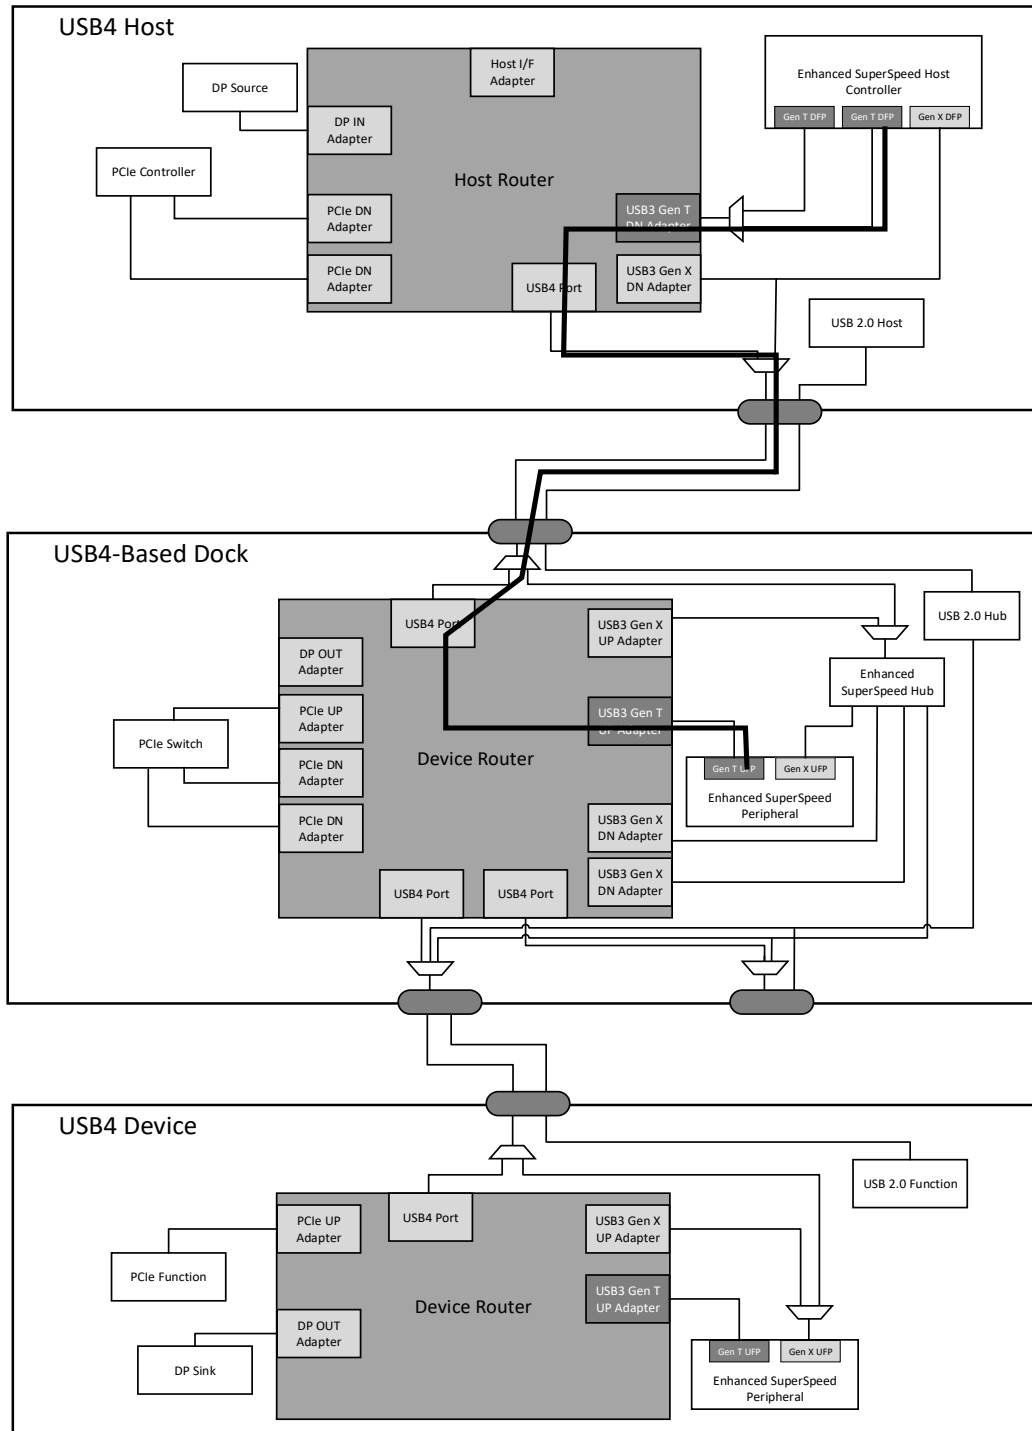 USB4 Host
Host I/F
Adapter
DP Source
DP IN
Adapter
PCIe Controller
Host Router
PCIe DN
Adapter
PCIe DN
Adapter
USB3 Gen T
DN Adapter
USB3 Gen X
DN Adapter
USB4 Port
Enhanced SuperSpeed Host
Controller
Gen T DFP
Gen T DFP
Gen X DFP
USB 2.0 Host
USB4-Based Dock
USB4 Port
USB3 Gen X
UP Adapter
USB 2.0 Hub
DP OUT
Adapter
Enhanced
SuperSpeed Hub
PCIe UP
Adapter
USB3 Gen T
UP Adapter
PCIe Switch
Device Router
PCIe DN
Adapter
Gen T UFP
Gen X UFP
Enhanced SuperSpeed
Peripheral
PCIe DN
Adapter
USB3 Gen X
DN Adapter
USB3 Gen X
DN Adapter
USB4 Port
USB4 Port
USB4 Device
USB 2.0 Function
USB4 Port
PCIe UP
Adapter
USB3 Gen X
UP Adapter
PCIe Function
Device Router
USB3 Gen T
UP Adapter
DP OUT
Adapter
DP Sink
Gen T UFP
Gen X UFP
Enhanced SuperSpeed
Peripheral